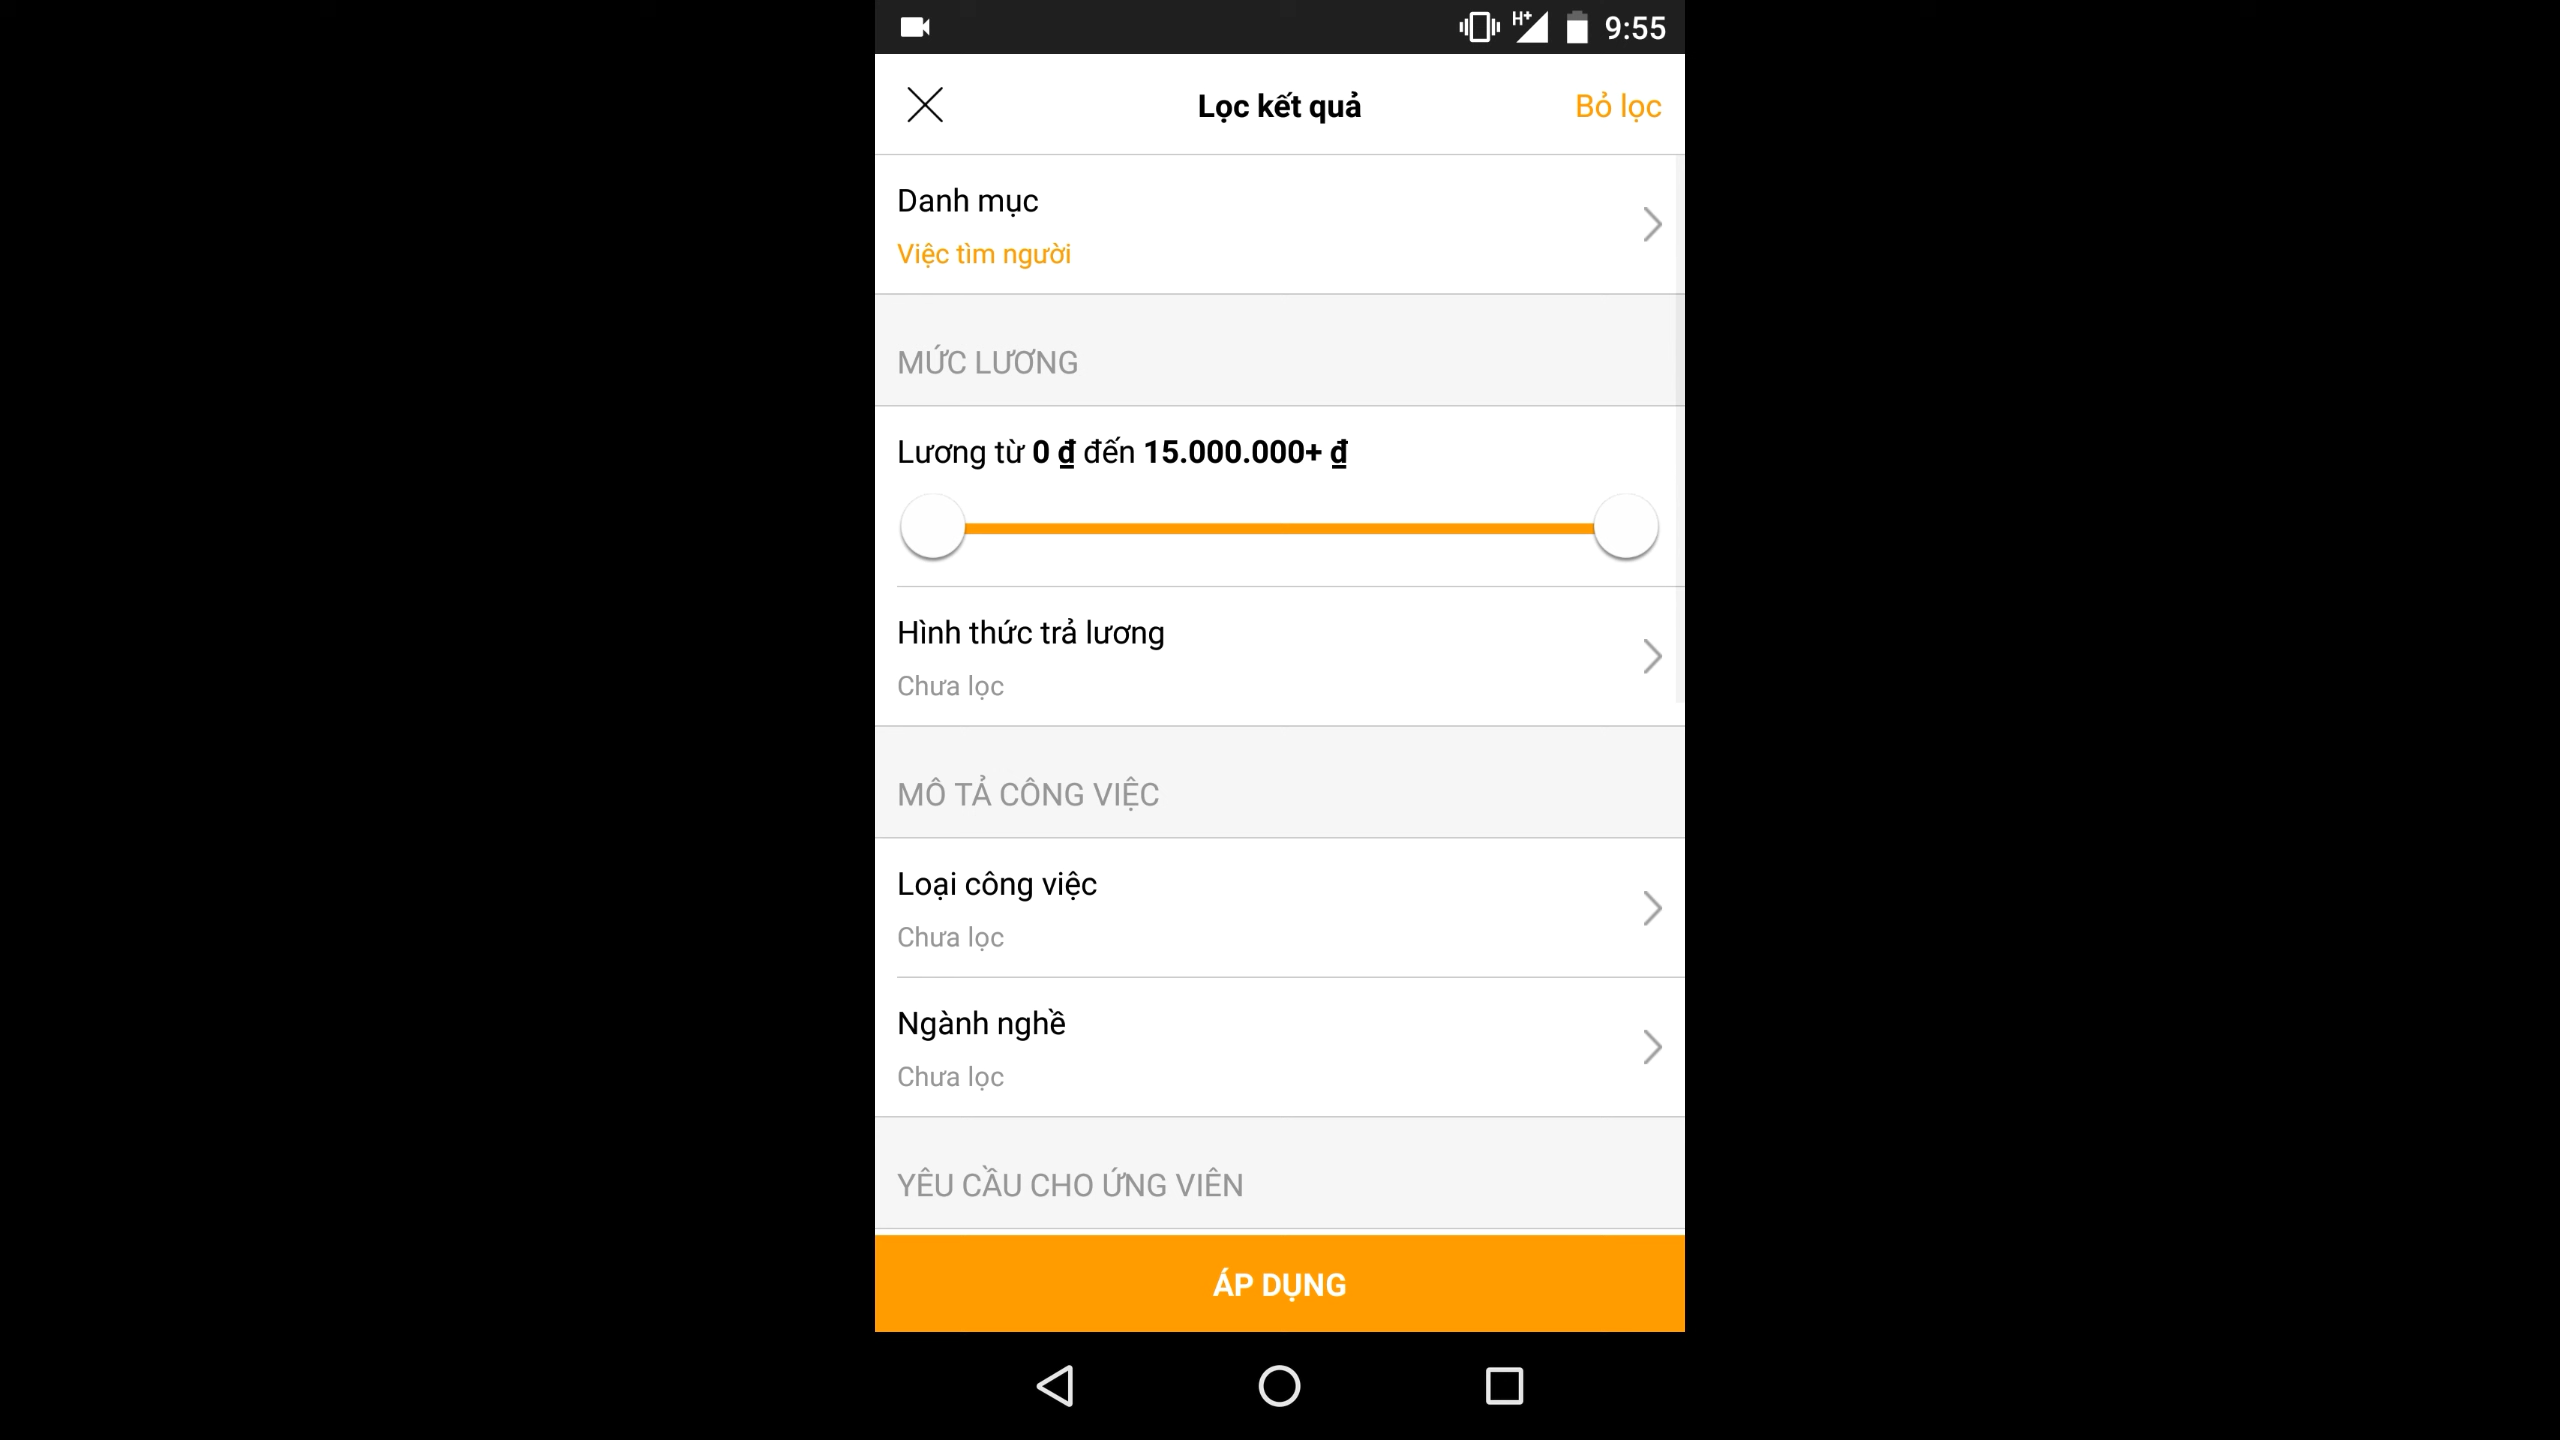 H+ 9:55
Lọc kết quả Bỏ lọc
Danh mục
Việc tìm người
MỨC LƯƠNG
Lương từ 0 ₫ đến 15.000.000+ ₫
Hình thức trả lương
Chưa lọc
MÔ TẢ CÔNG VIỆC
Loại công việc
Chưa lọc
Ngành nghề
Chưa lọc
YÊU CẦU CHO ỨNG VIÊN
ÁP DỤNG